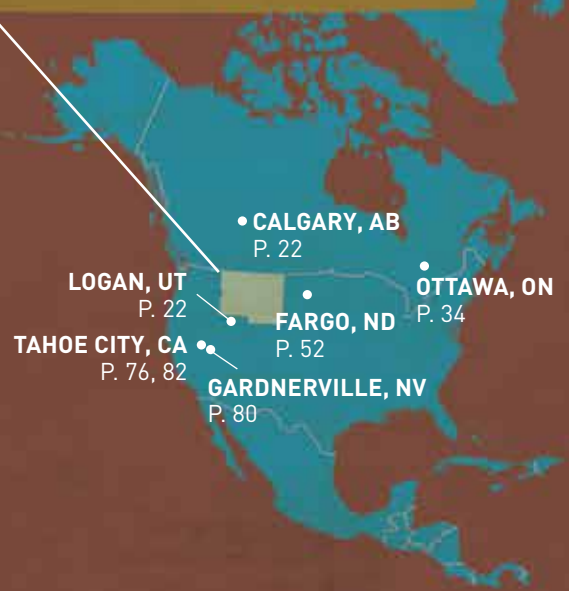 CALGARY, AB
P. 22
OTTAWA, ON
P. 34
LOGAN, UT
P. 22
FARGO, ND
P. 52
TAHOE CITY, CA
P. 76, 82
GARDNERVILLE, NV
P. 80